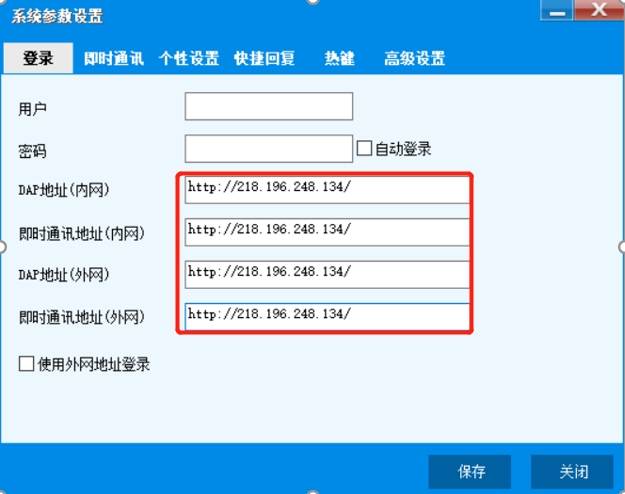 系统参数设置
登录 即时通讯 个性设置 快捷回复 热键 高级设置
用户
密码 自动登录
DAP地址(内网) http://218.196.248.134/
即时通讯地址(内网) http://218.196.248.134/
DAP地址(外网) http://218.196.248.134/
即时通讯地址(外网) http://218.196.248.134/
使用外网地址登录
保存 关闭